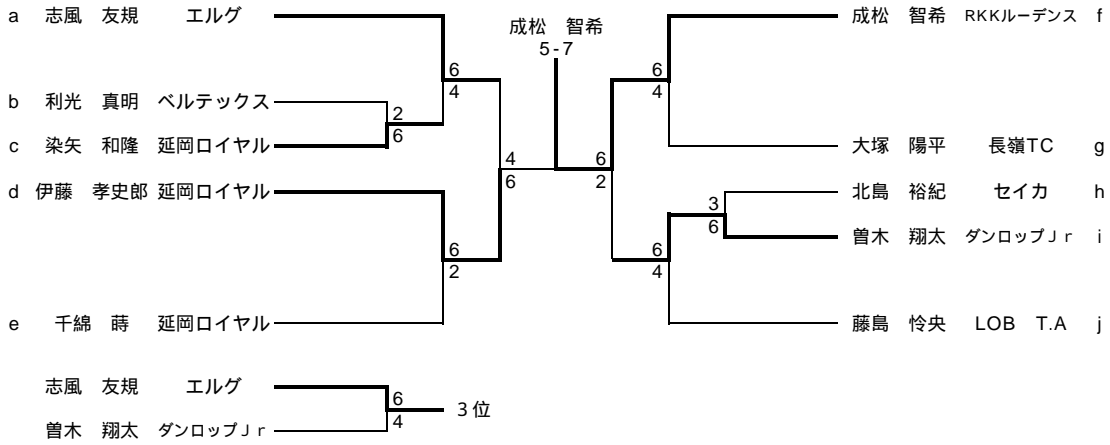 a 志風 友規 エルグ
成松 智希
5-7
成松 智希 RKKルーデンス f
6
4
6
4
b 利光 真明 ベルテックス
2
6
c 染矢 和隆 延岡ロイヤル
大塚 陽平 長嶺TC g
4
6
6
2
d 伊藤 孝史郎 延岡ロイヤル
北島 裕紀 セイカ h
3
6
曽木 翔太 ダンロップJr i
6
2
6
4
e 千綿 蒔 延岡ロイヤル
藤島 怜央 LOB T.A j
志風 友規 エルグ
6
4
3位
曽木 翔太 ダンロップJr